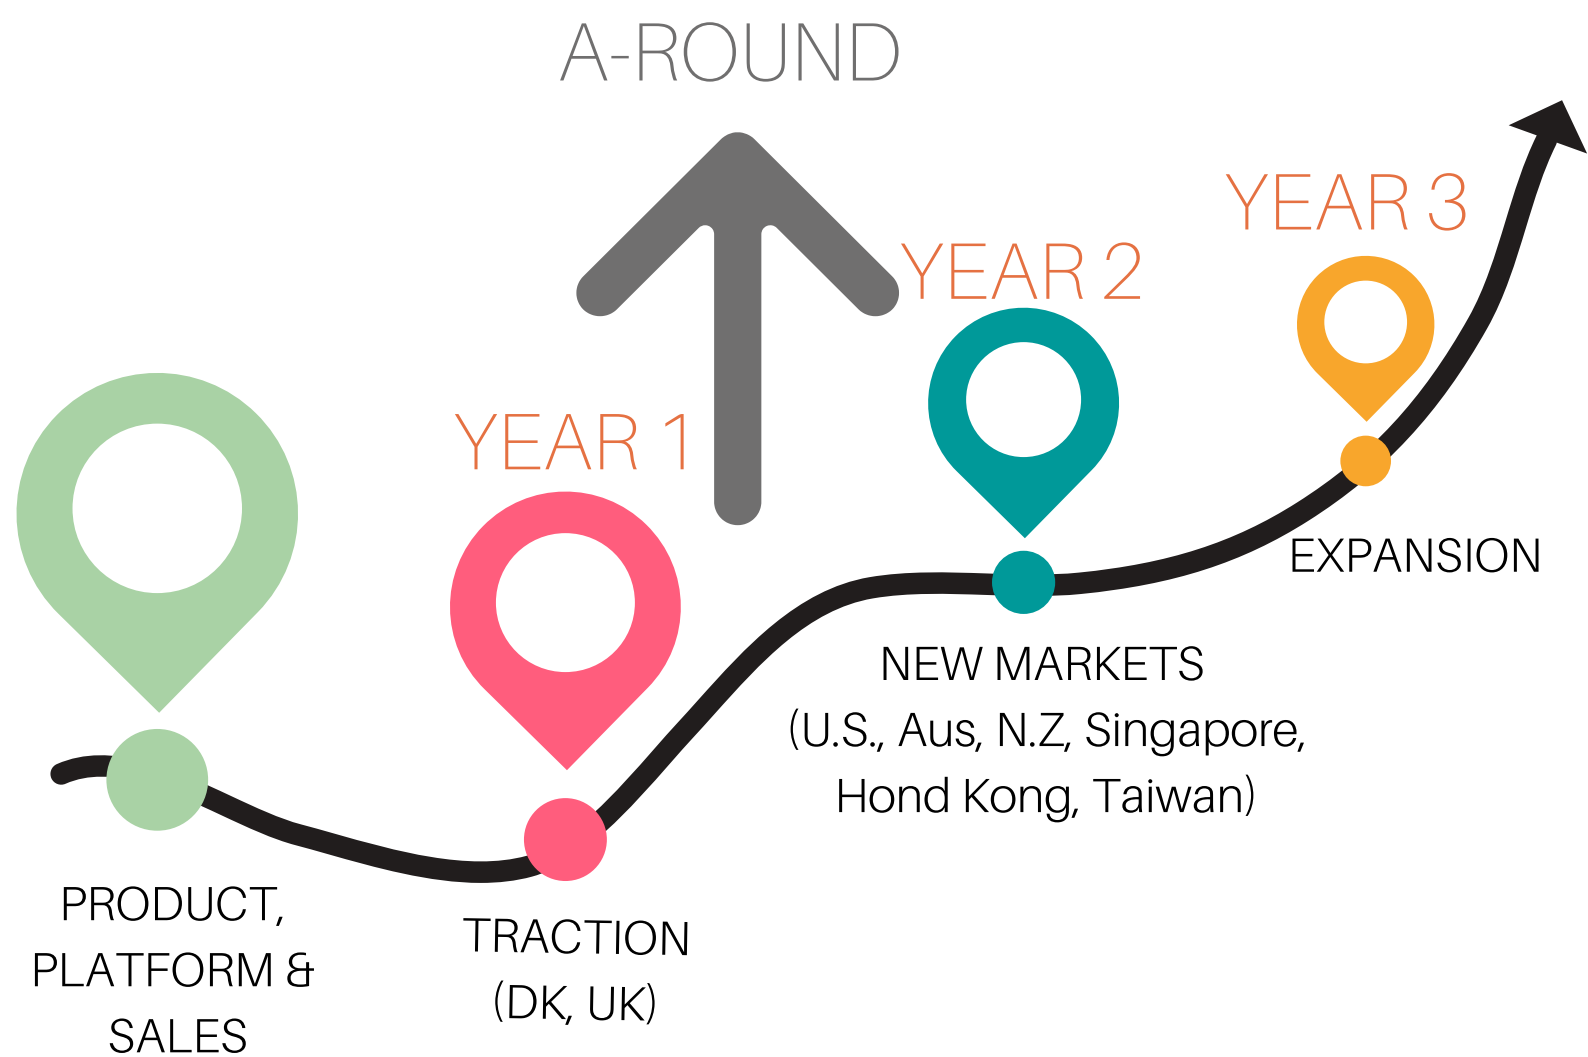 A-ROUND
YEAR 3
YEAR 2
YEAR 1
EXPANSION
NEW MARKETS
(U.S., Aus, N.Z, Singapore,
Hond Kong, Taiwan)
PRODUCT,
PLATFORM &
SALES
TRACTION
(DK, UK)